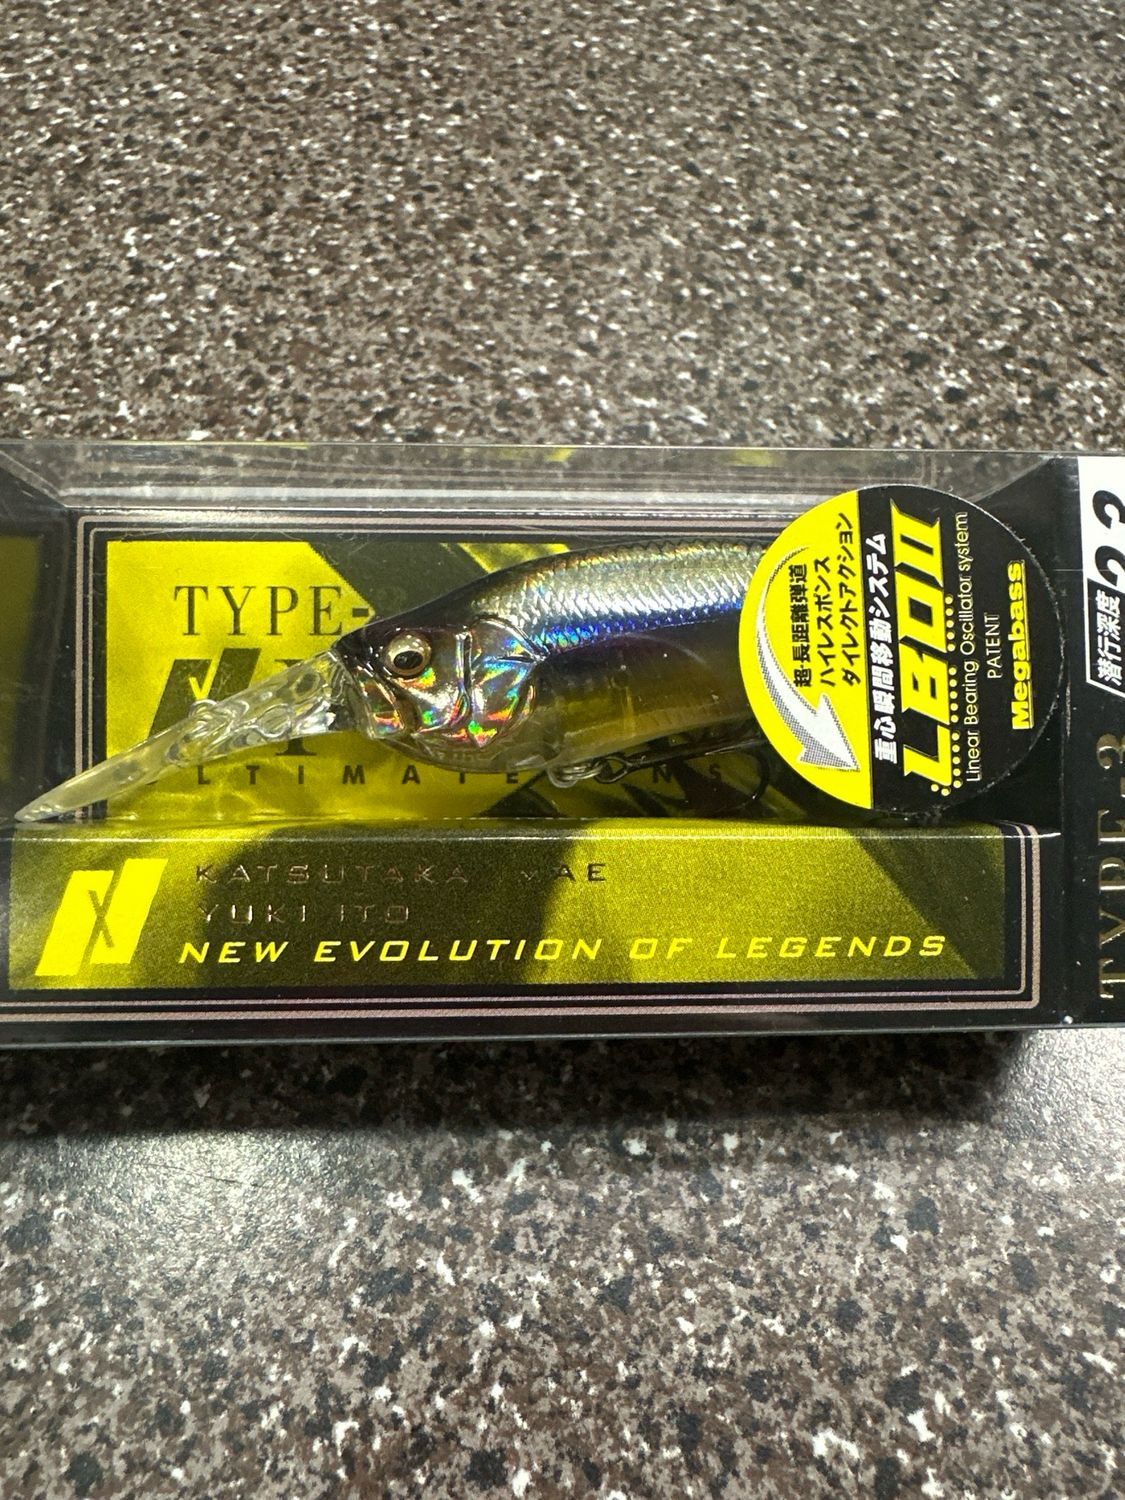 TYPE-
LTIMATE
KATSUTAKA
YUKI ITO
NEW EVOLUTION OF LEGENDS
超・長距離弾道
ハイレスポンス
ダイレクトアクション
重心瞬間移動システム
LBOII
Linear Bearing Oscillator system
PATENT
Megabass
潜行深度
TYPE-3